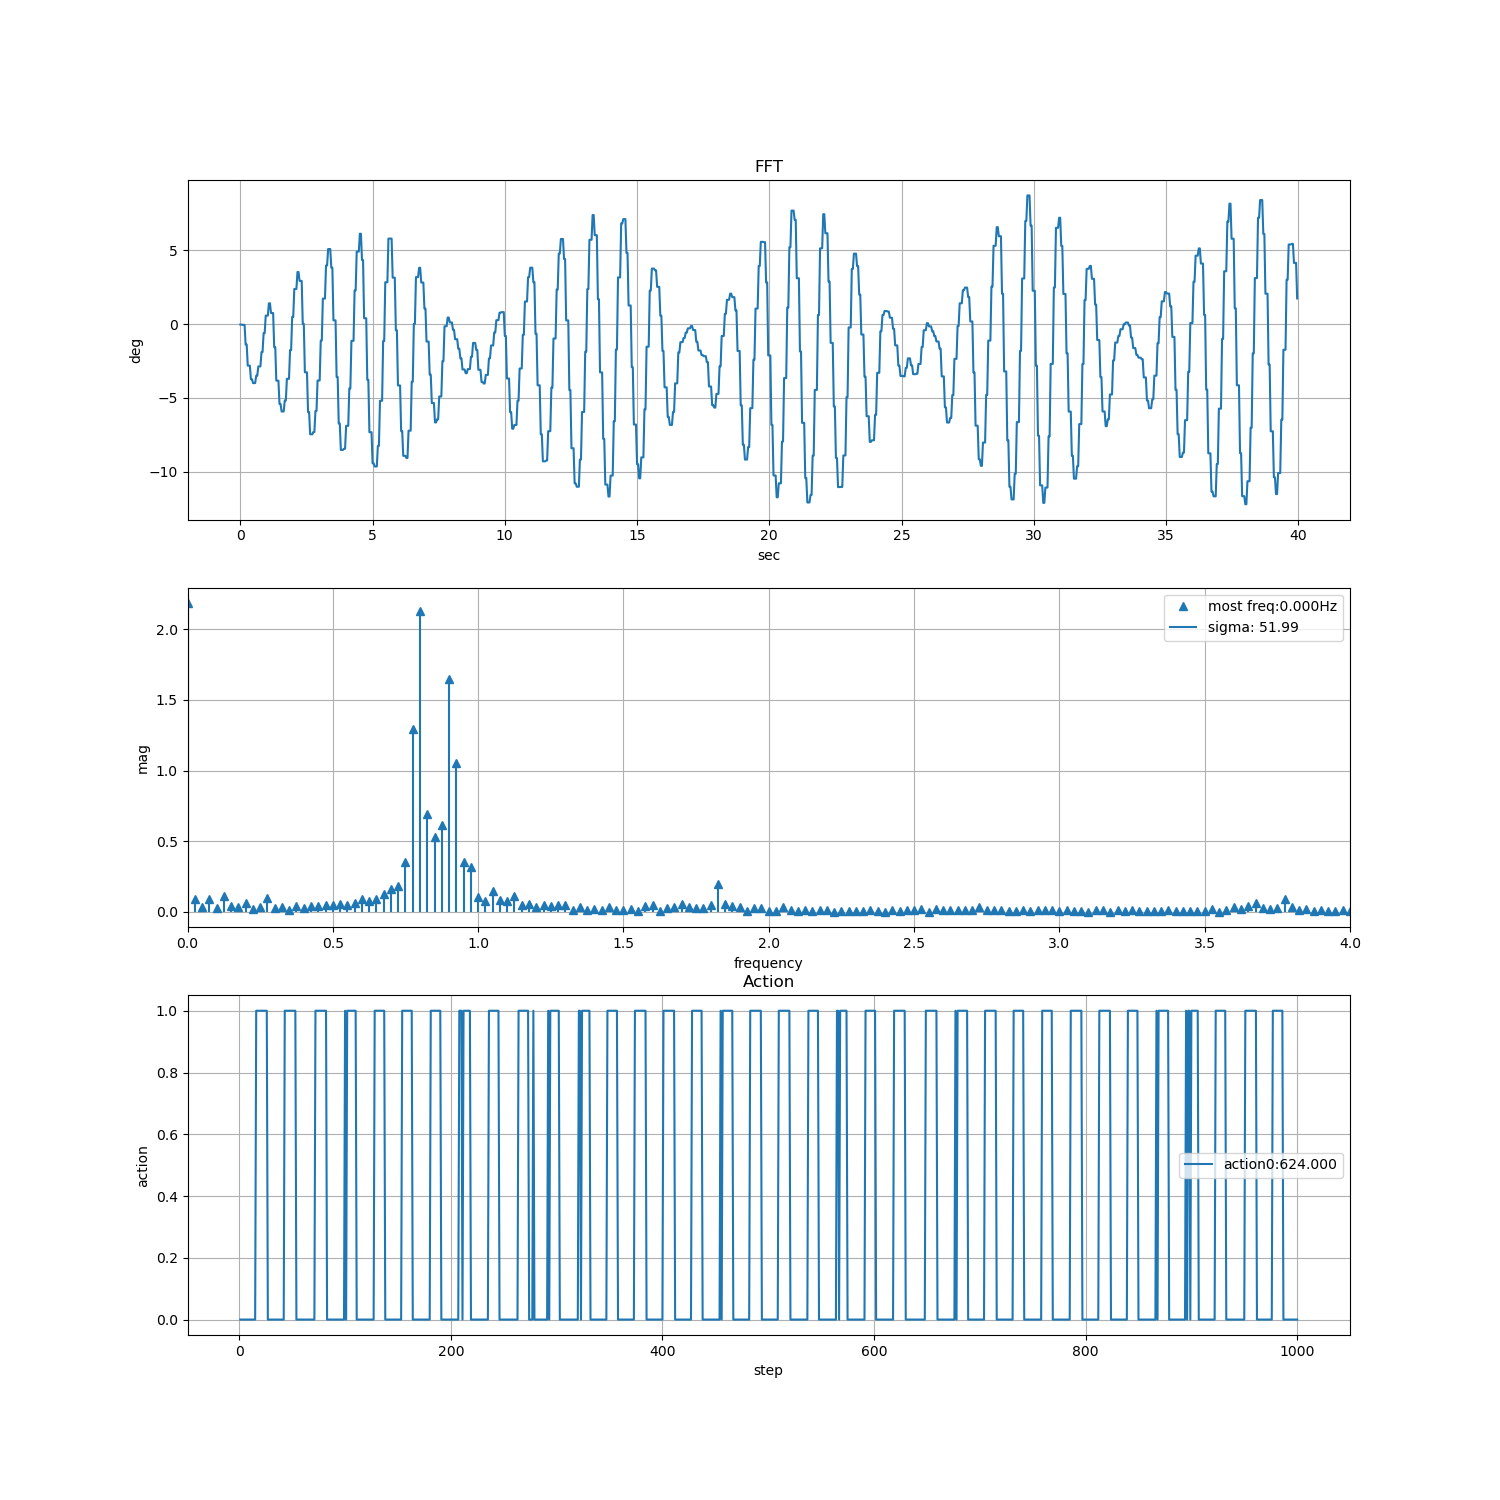 FFT
5
0
−5
−10
deg
0 5 10 15 20 25 30 35 40
sec
most freq:0.000Hz
sigma: 51.99
2.0
1.5
1.0
0.5
0.0
mag
0.0 0.5 1.0 1.5 2.0 2.5 3.0 3.5 4.0
frequency
Action
1.0
0.8
0.6
0.4
0.2
0.0
action
action0:624.000
0 200 400 600 800 1000
step